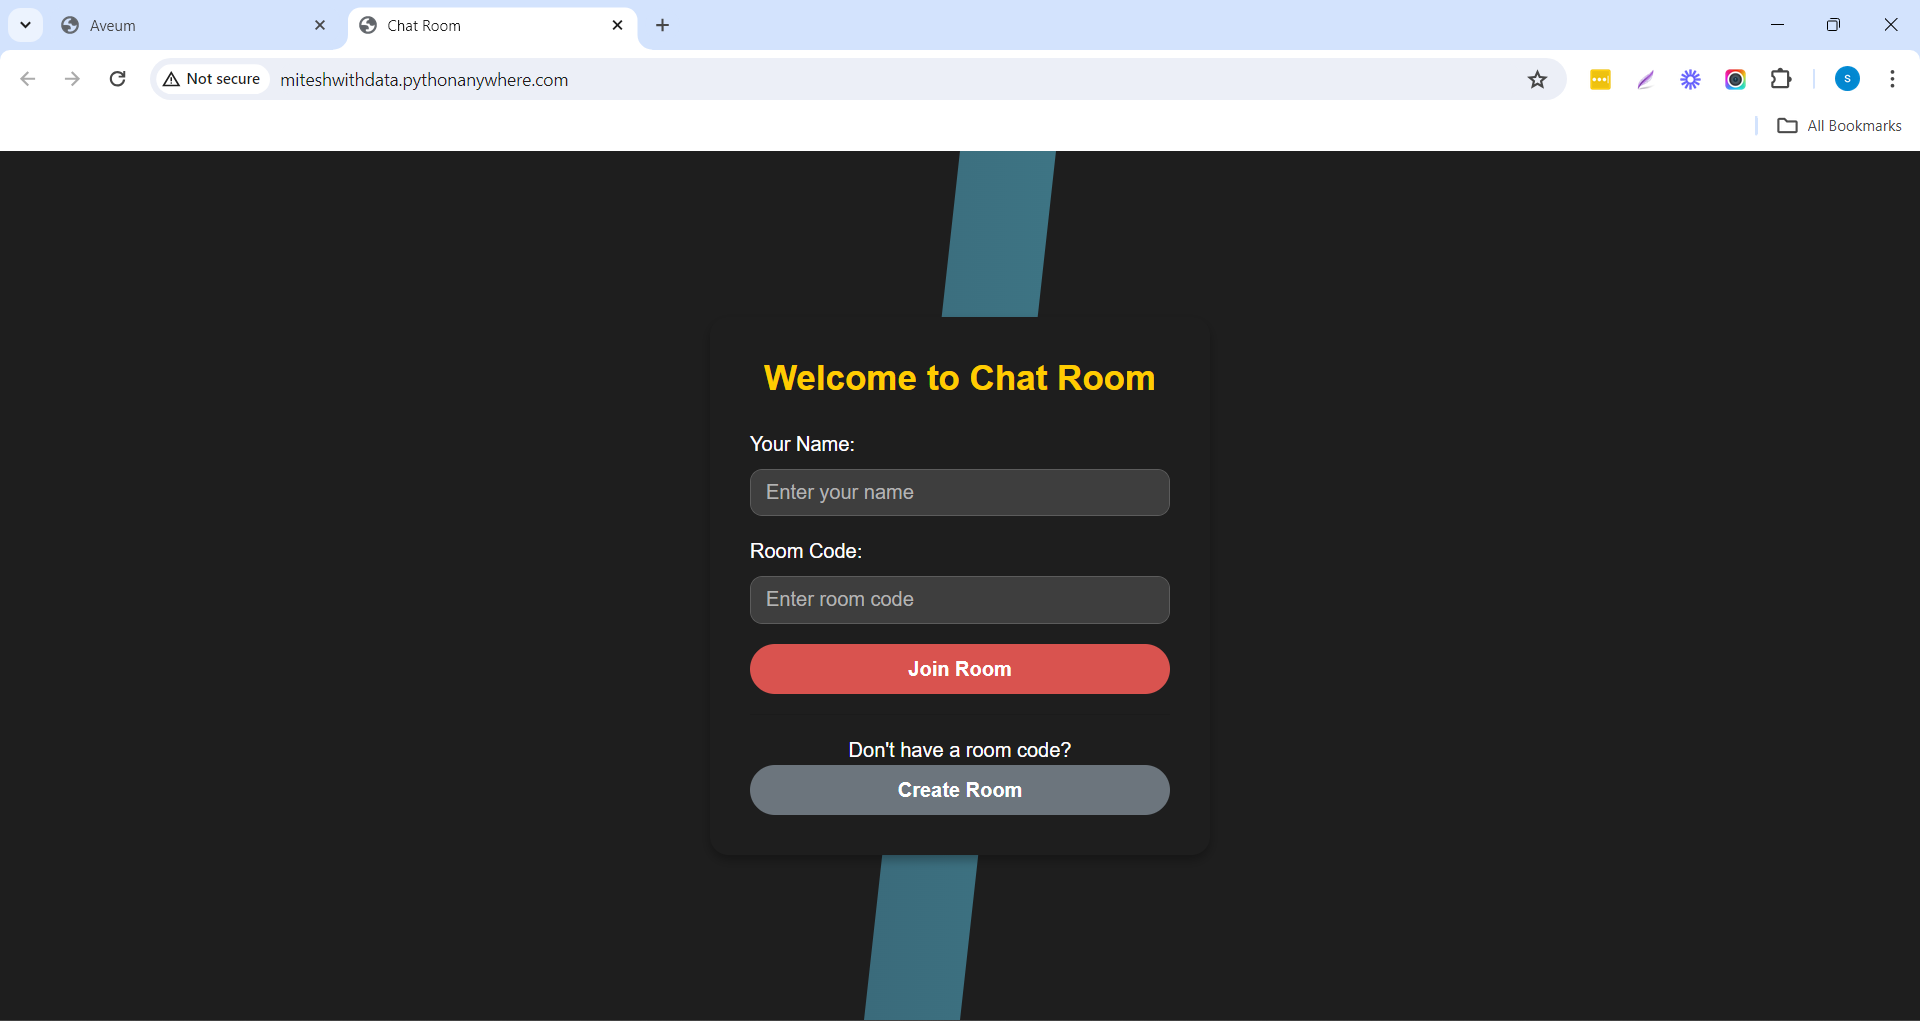 Aveum
Chat Room
Not secure
miteshwithdata.pythonanywhere.com
S
All Bookmarks
Welcome to Chat Room
Your Name:
Enter your name
Room Code:
Enter room code
Join Room
Don't have a room code?
Create Room